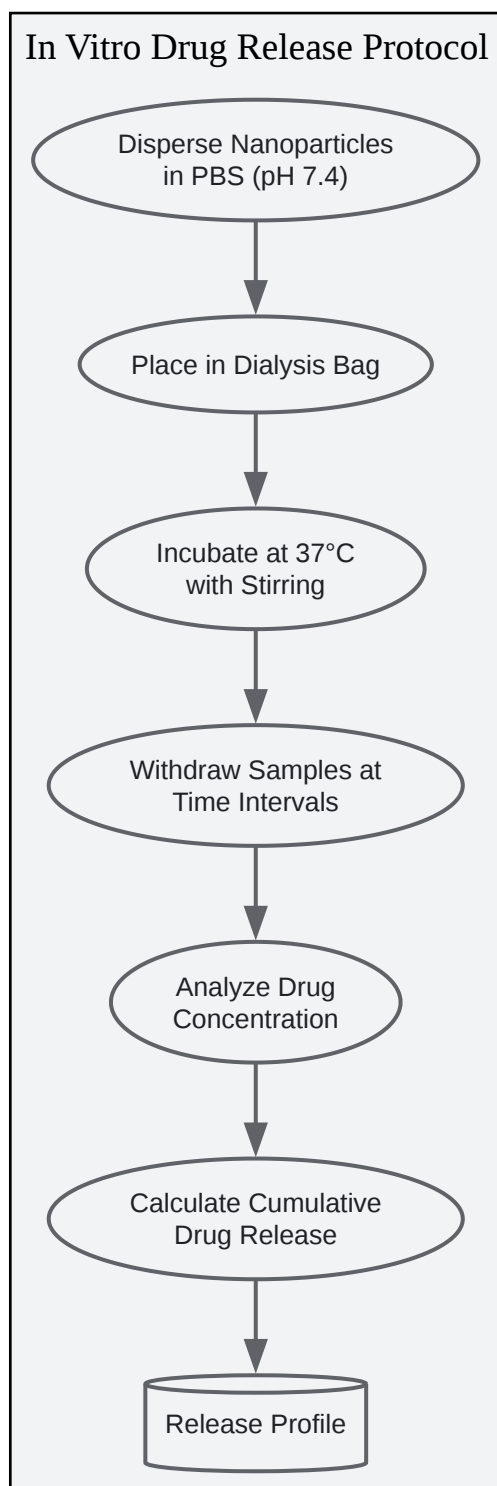 In Vitro Drug Release Protocol
Disperse Nanoparticles
in PBS (pH 7.4)
Place in Dialysis Bag
Incubate at 37°C
with Stirring
Withdraw Samples at
Time Intervals
Analyze Drug
Concentration
Calculate Cumulative
Drug Release
Release Profile